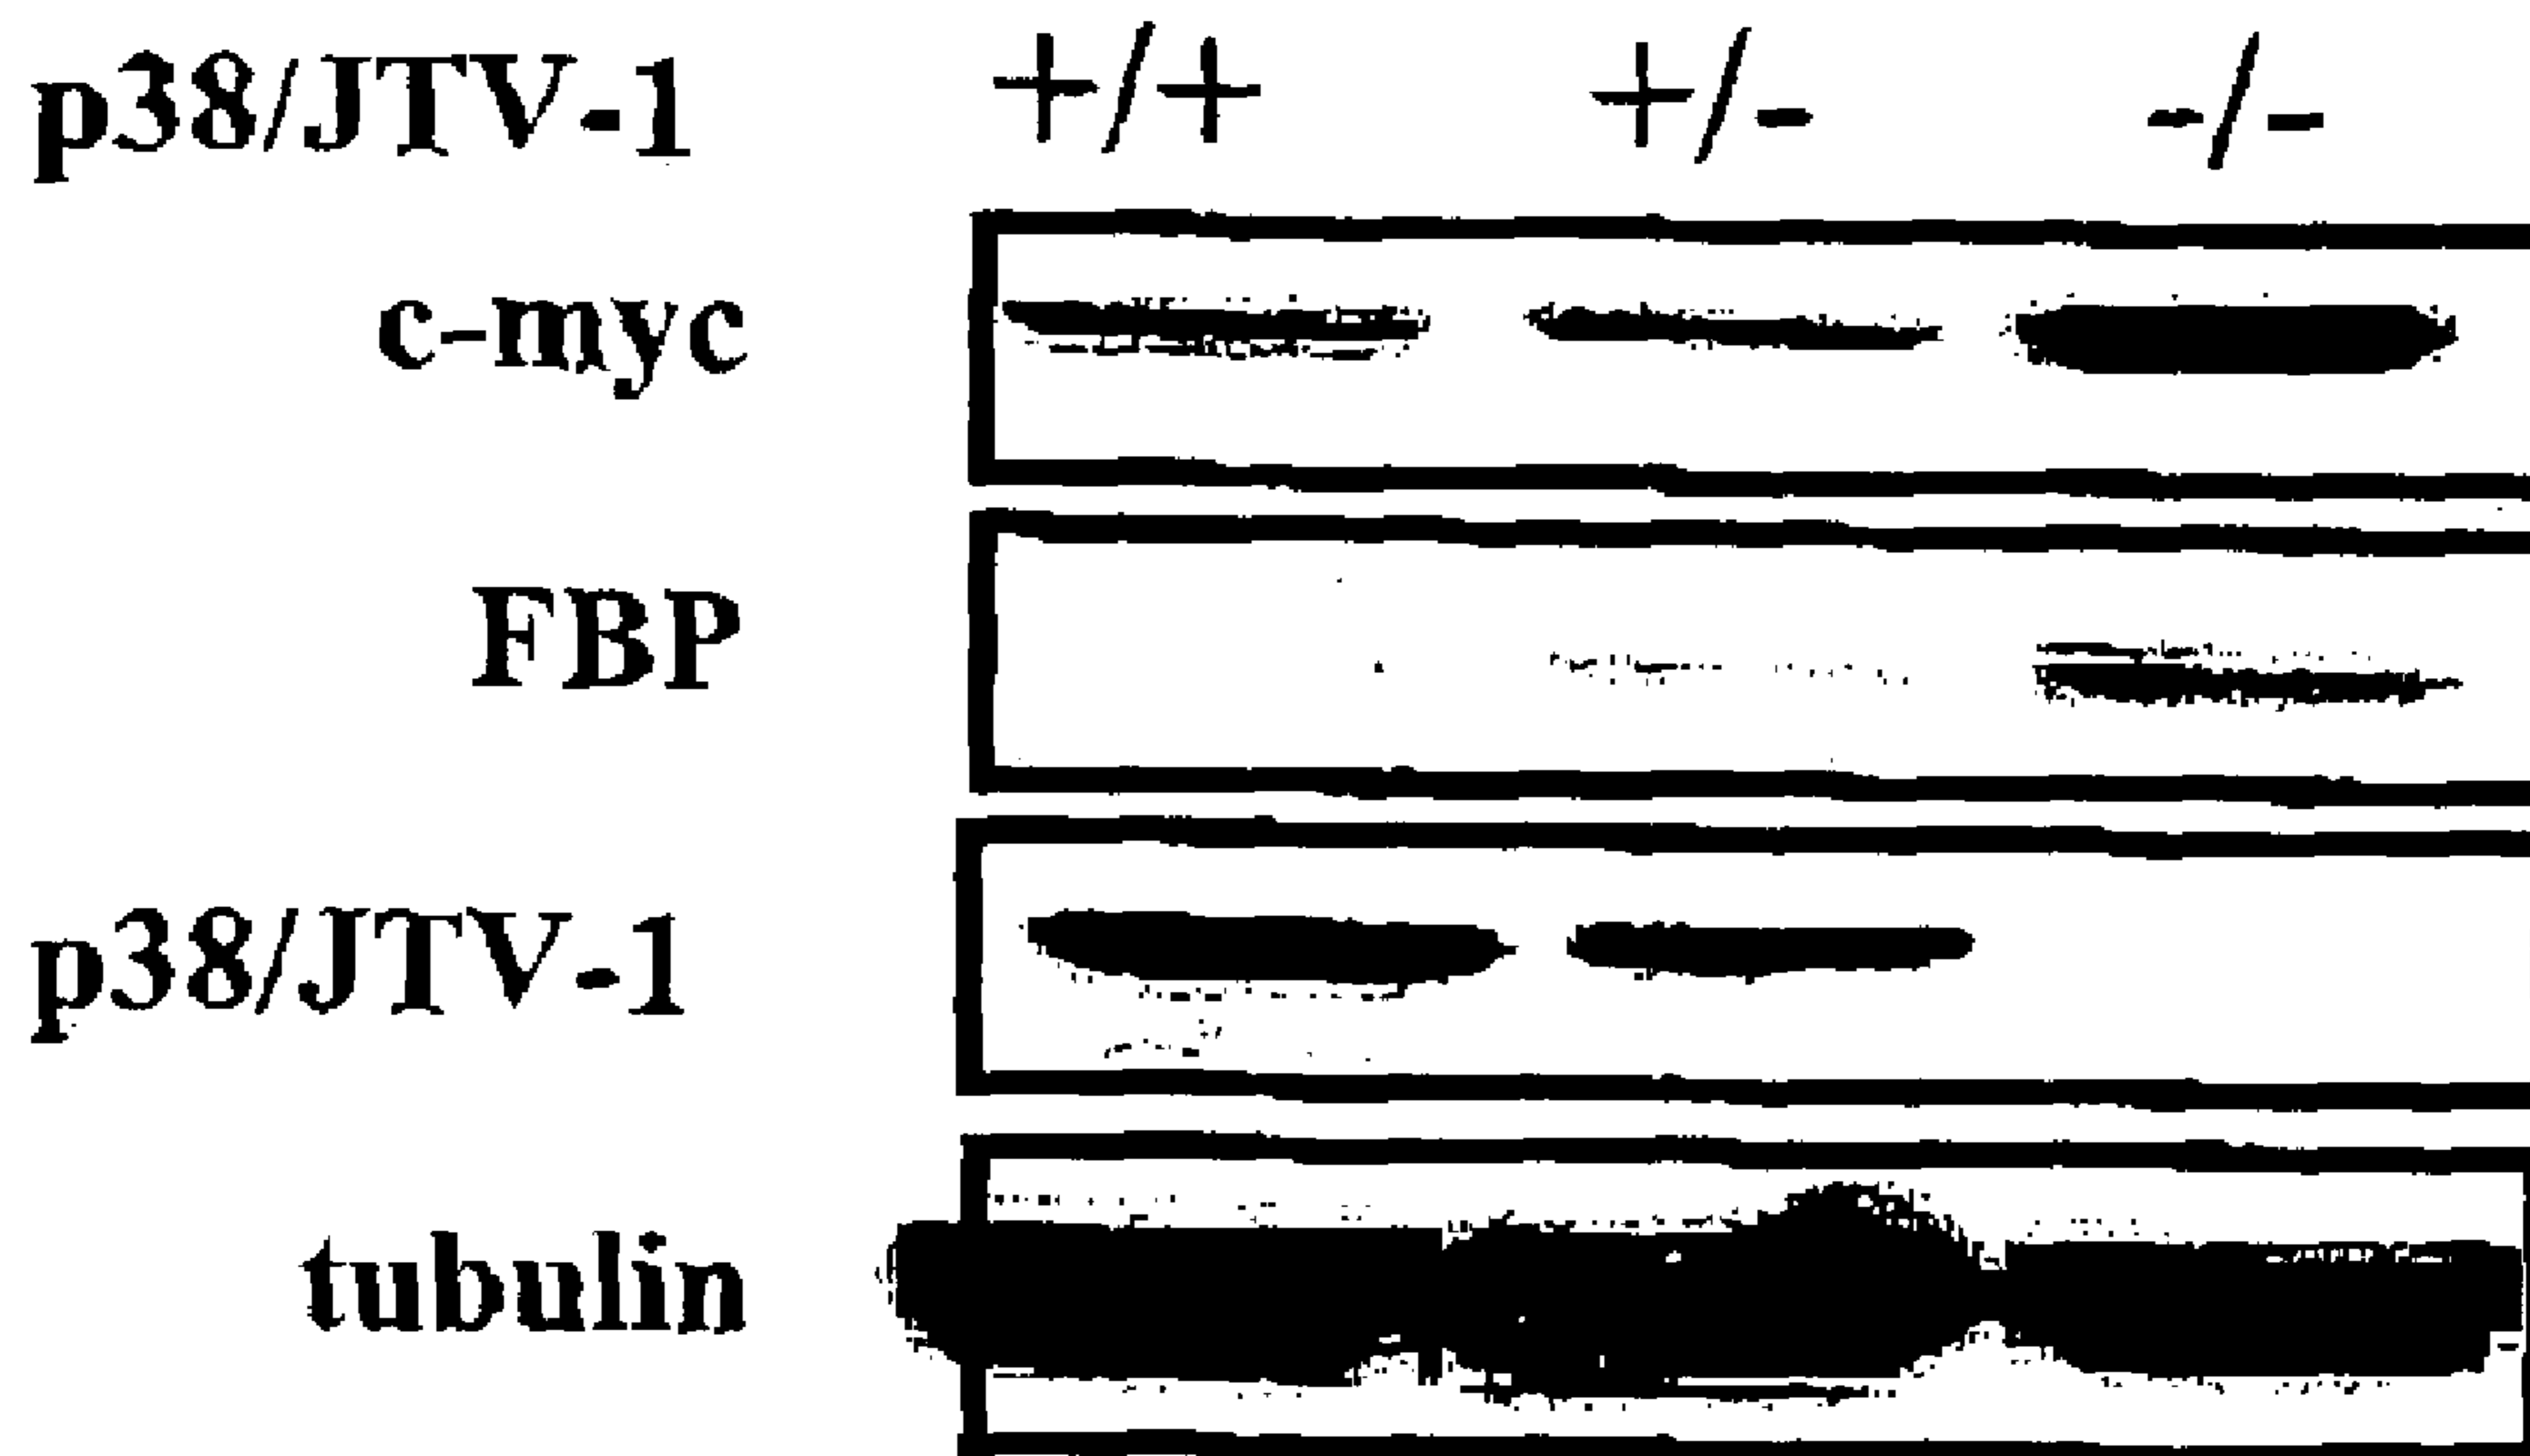 p38/JTV-1 +/+ +/- -/-
c-myc
FBP
p38/JTV-1
tubulin